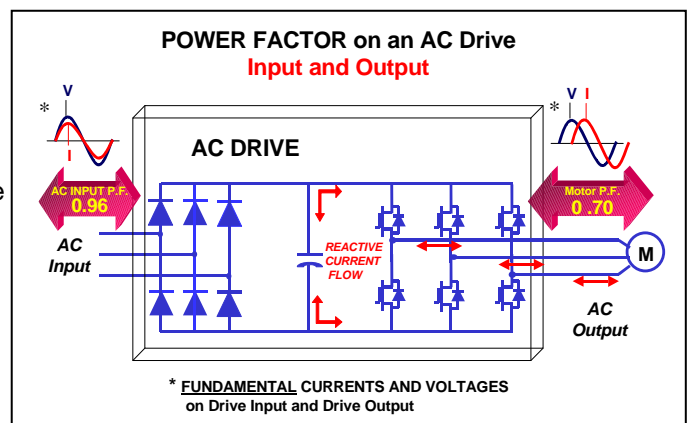 POWER FACTOR on an AC Drive
Input and Output
V
*
I
AC DRIVE
V I
*
e
AC INPUT P.F.
0.96
Motor P.F.
0 .70
AC
Input
REACTIVE
CURRENT
FLOW
M
AC
Output
* FUNDAMENTAL CURRENTS AND VOLTAGES
on Drive Input and Drive Output